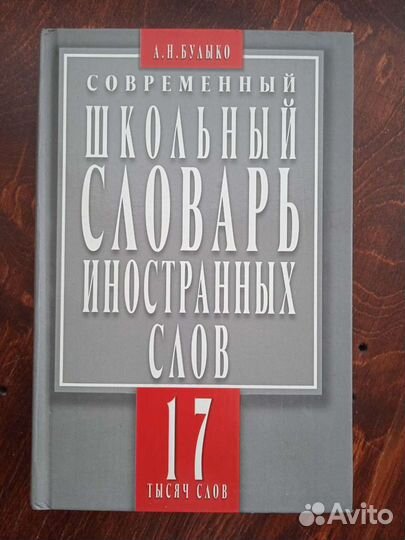 А.Н.БУЛЫКО
СОВРЕМЕННЫЙ
ШКОЛЬНЫЙ
СЛОВАРЬ
ИНОСТРАННЫХ
СЛОВ
17
ТЫСЯЧ СЛОВ
Avito